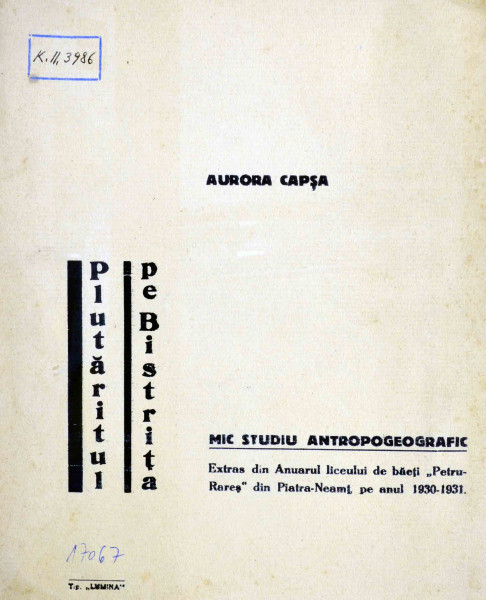 K. II, 3986
AURORA CAPŞA
Plutăritul
pe Bistriţa
MIC STUDIU ANTROPOGEOGRAFIC
Extras din Anuarul liceului de băeţi „Petru-
Rareş” din Piatra-Neamţ, pe anul 1930-1931.
17067
Tip. „LUMINA”